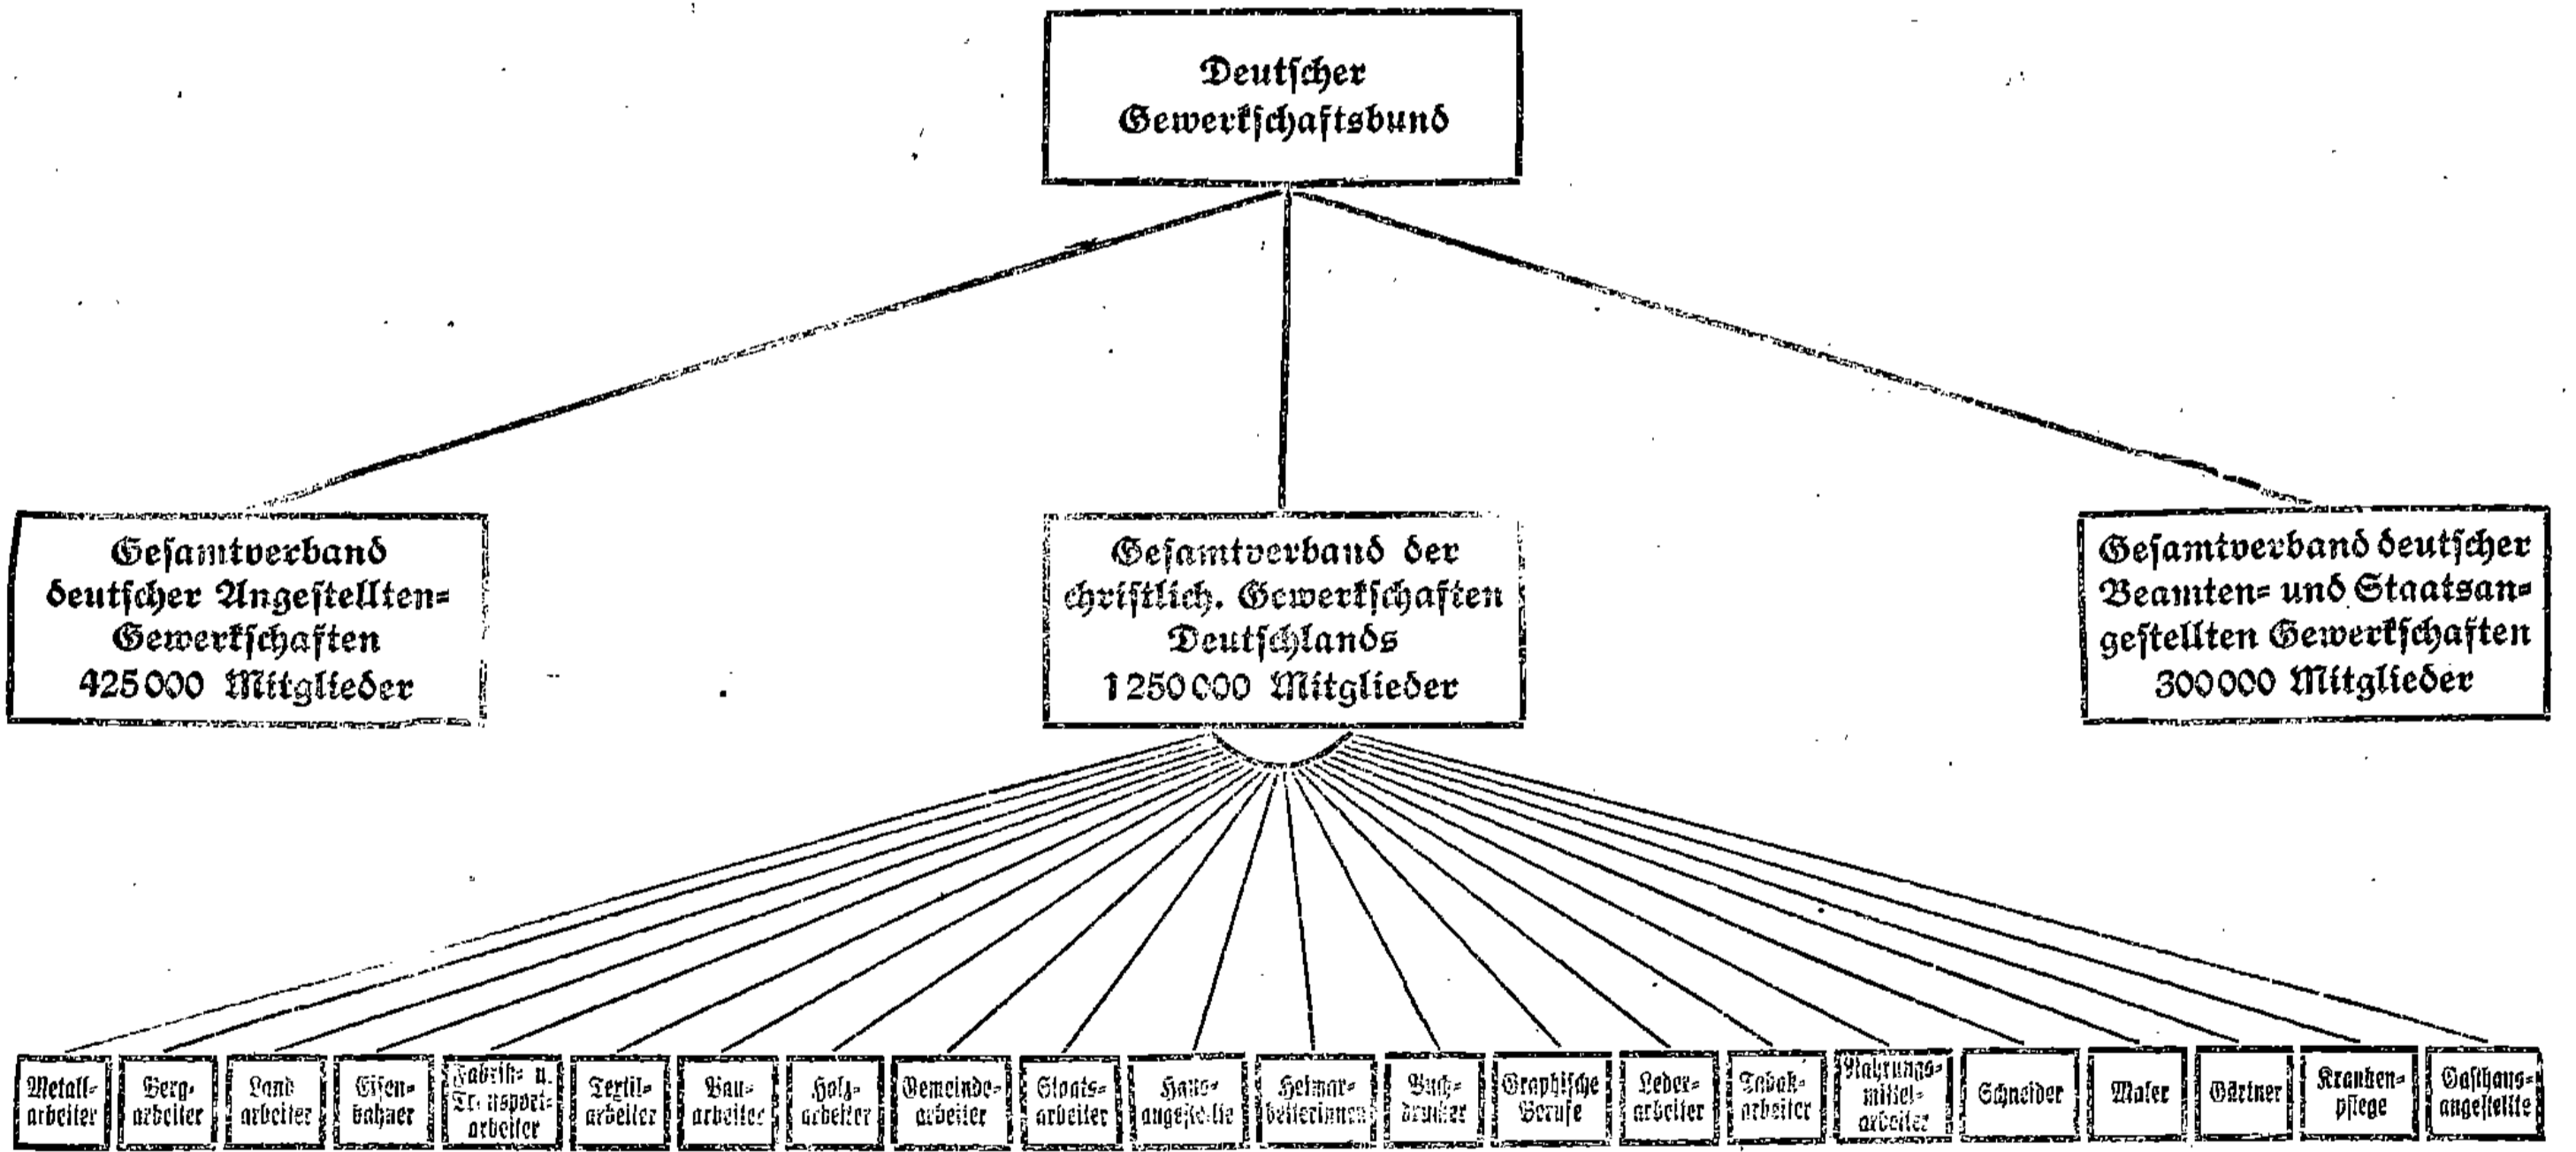 Deutscher
Gewerkschaftsbund
Gesamtverband
deutscher Angestellten-
Gewerkschaften
425000 Mitglieder
Gesamtverband der
christlich. Gewerkschaften
Deutschlands
1250000 Mitglieder
Gesamtverband deutscher
Beamten- und Staatsan-
gestellten Gewerkschaften
300000 Mitglieder
Metall-
arbeiter
Berg-
arbeiter
Land
arbeiter
Eisen-
bahner
Fabrik- u.
Transport-
arbeiter
Textil-
arbeiter
Bau-
arbeiter
Holz-
arbeiter
Gemeinde-
arbeiter
Staats-
arbeiter
Haus-
angestellte
Heimar-
beiterinnen
Buch-
drucker
Graphische
Berufe
Leder-
arbeiter
Tabak-
arbeiter
Nahrungs-
mittel-
arbeiter
Schneider
Maler
Gärtner
Kranken-
pflege
Gasthaus-
angestellte